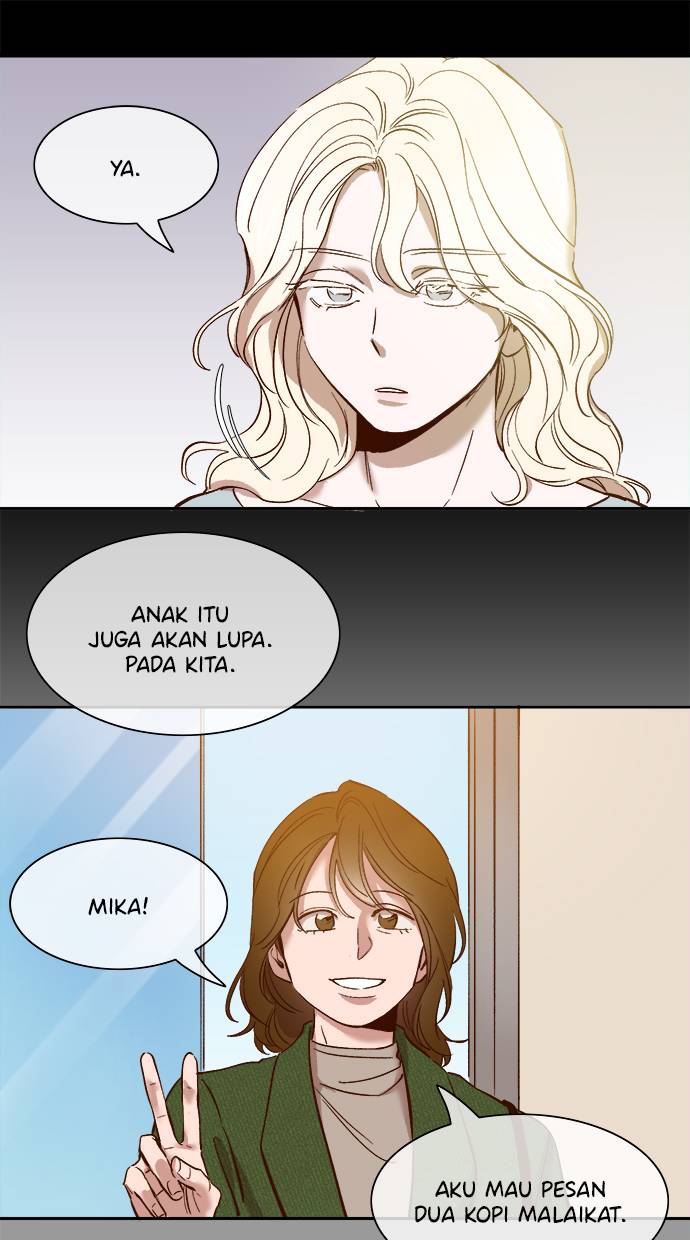 YA.
ANAK ITU
JUGA AKAN LUPA.
PADA KITA.
MIKA!
AKU MAU PESAN
DUA KOPI MALAIKAT.